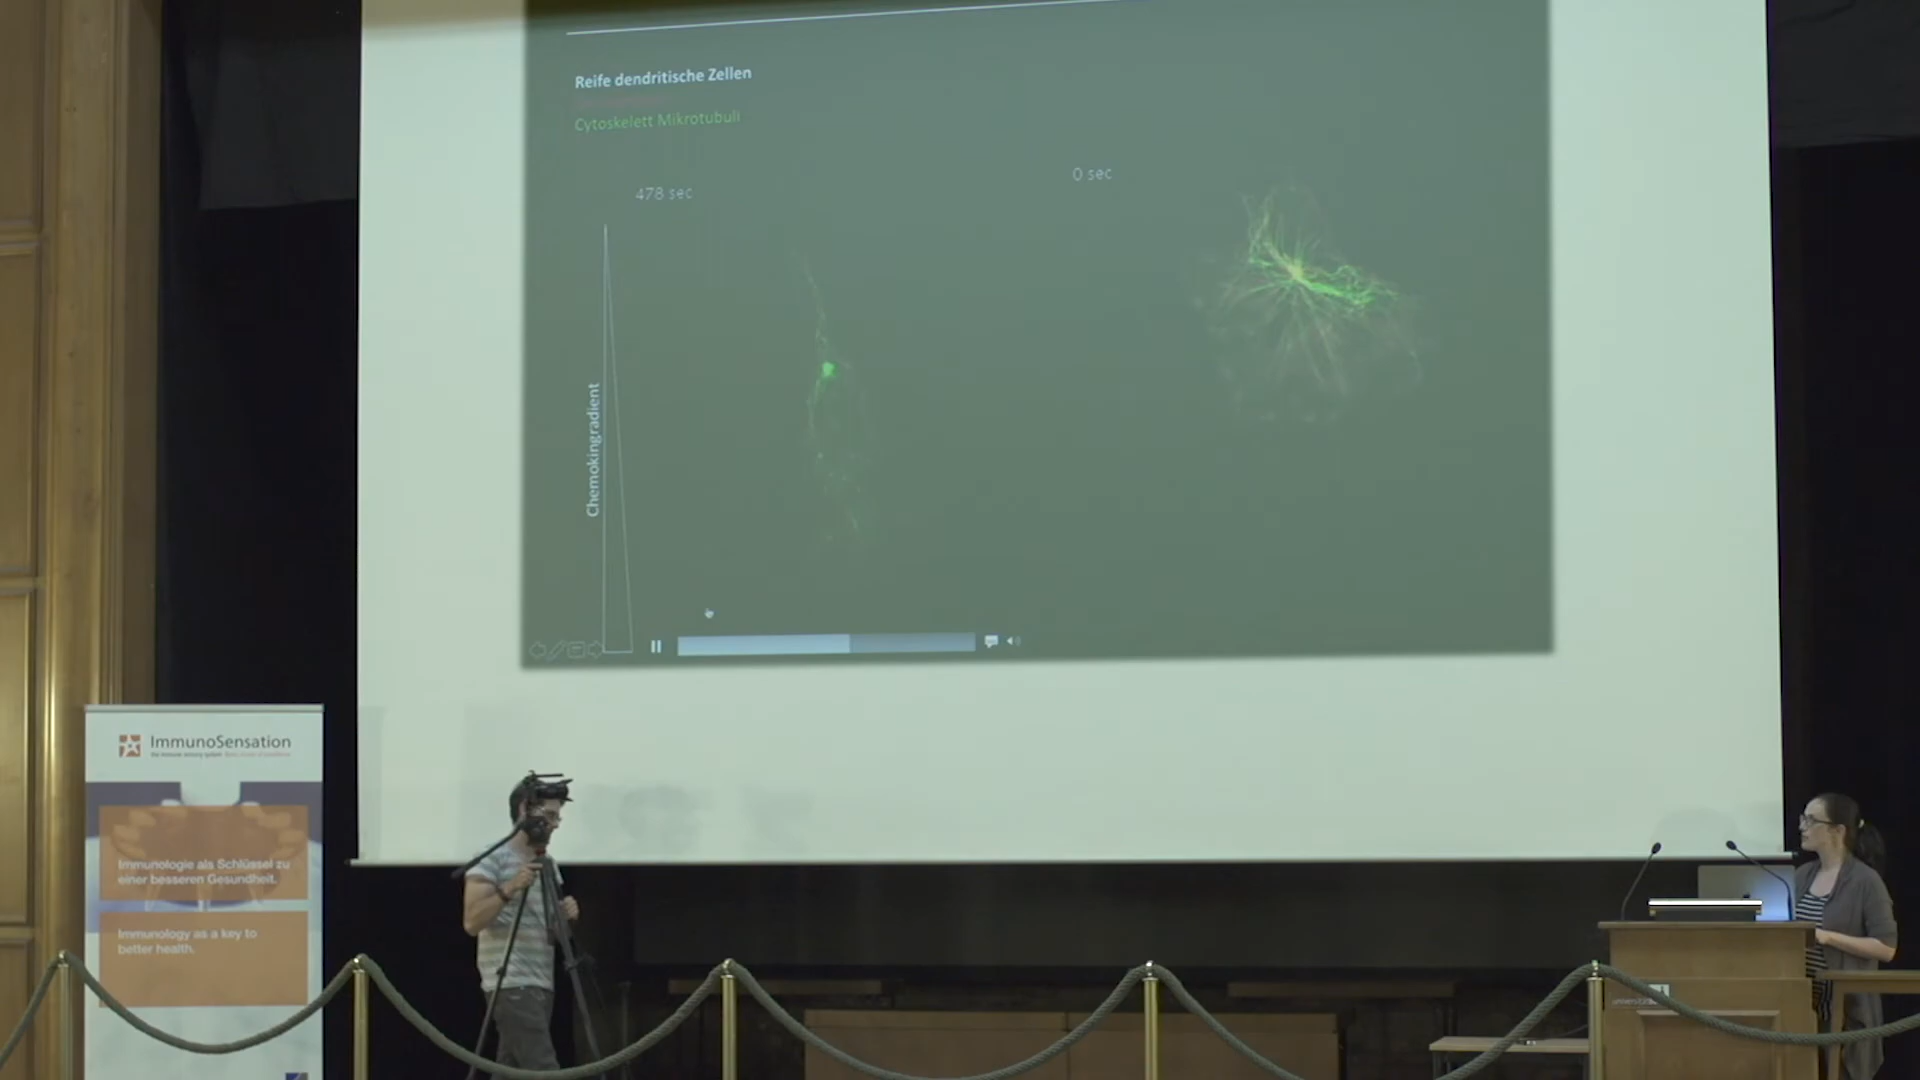 Reife dendritische Zellen
Cytoskelett Mikrotubuli
478 sec
0 sec
Chemokingradient
ImmunoSensation
Immunologie als Schlüssel zu
einer besseren Gesundheit.
Immunology as a key to
better health.